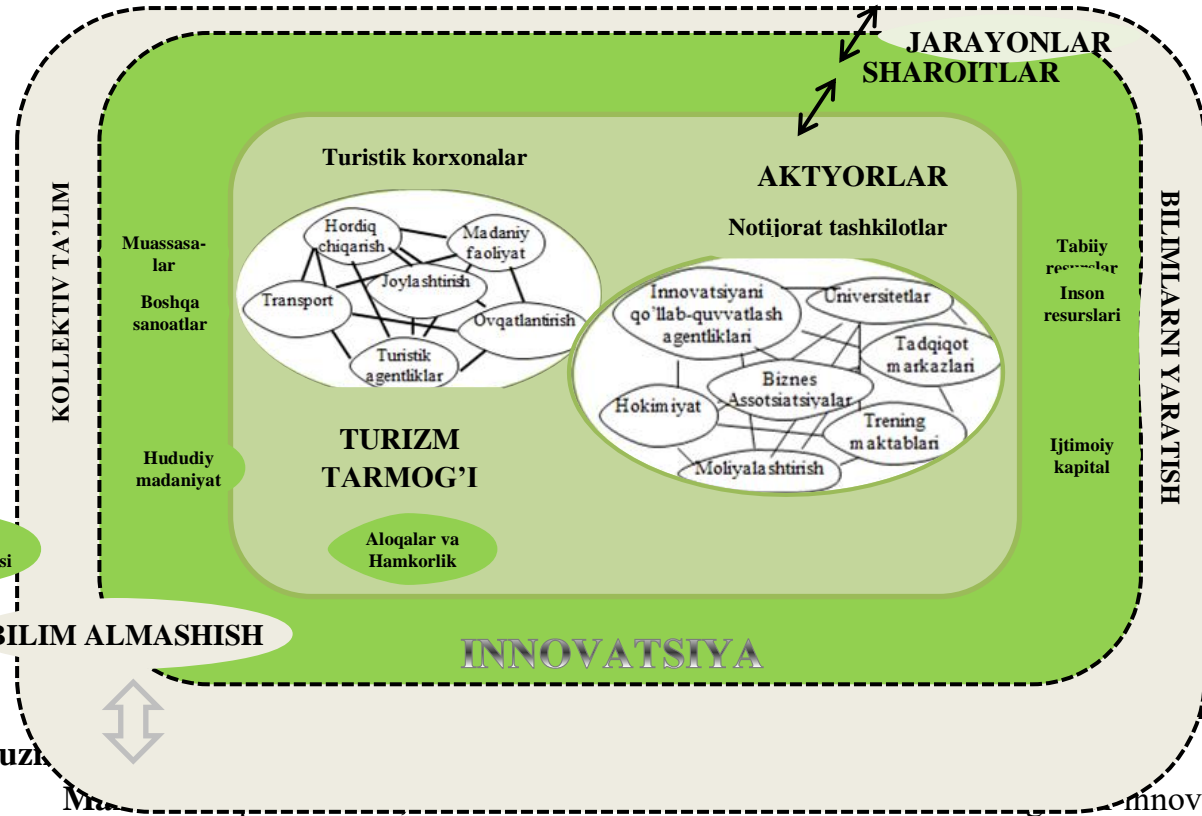 JARAYONLAR
SHAROITLAR
Turistik korxonalar
AKTYORLAR
Notijorat tashkilotlar
KOLLEKTIV TA'LIM
BILIMLARNI YARATISH
Muassasa-
lar
Boshqa
sanoatlar
Hududiy
madaniyat
Hordiq
chiqarish
Madaniy
faoliyat
Joylashtirish
Transport
Ovqatlantirish
Turistik
agentliklar
Innovatsiyani
qo'llab-quvvatlash
agentliklari
Universitetlar
Tadqiqot
markazlari
Biznes
Assotsiatsiyalar
Hokimiyat
Trening
maktablari
Moliyalashtirish
Tabiiy
resurslar
Inson
resurslari
Ijtimoiy
kapital
TURIZM
TARMOG'I
Aloqalar va
Hamkorlik
si
BILIM ALMASHISH
INNOVATSIYA